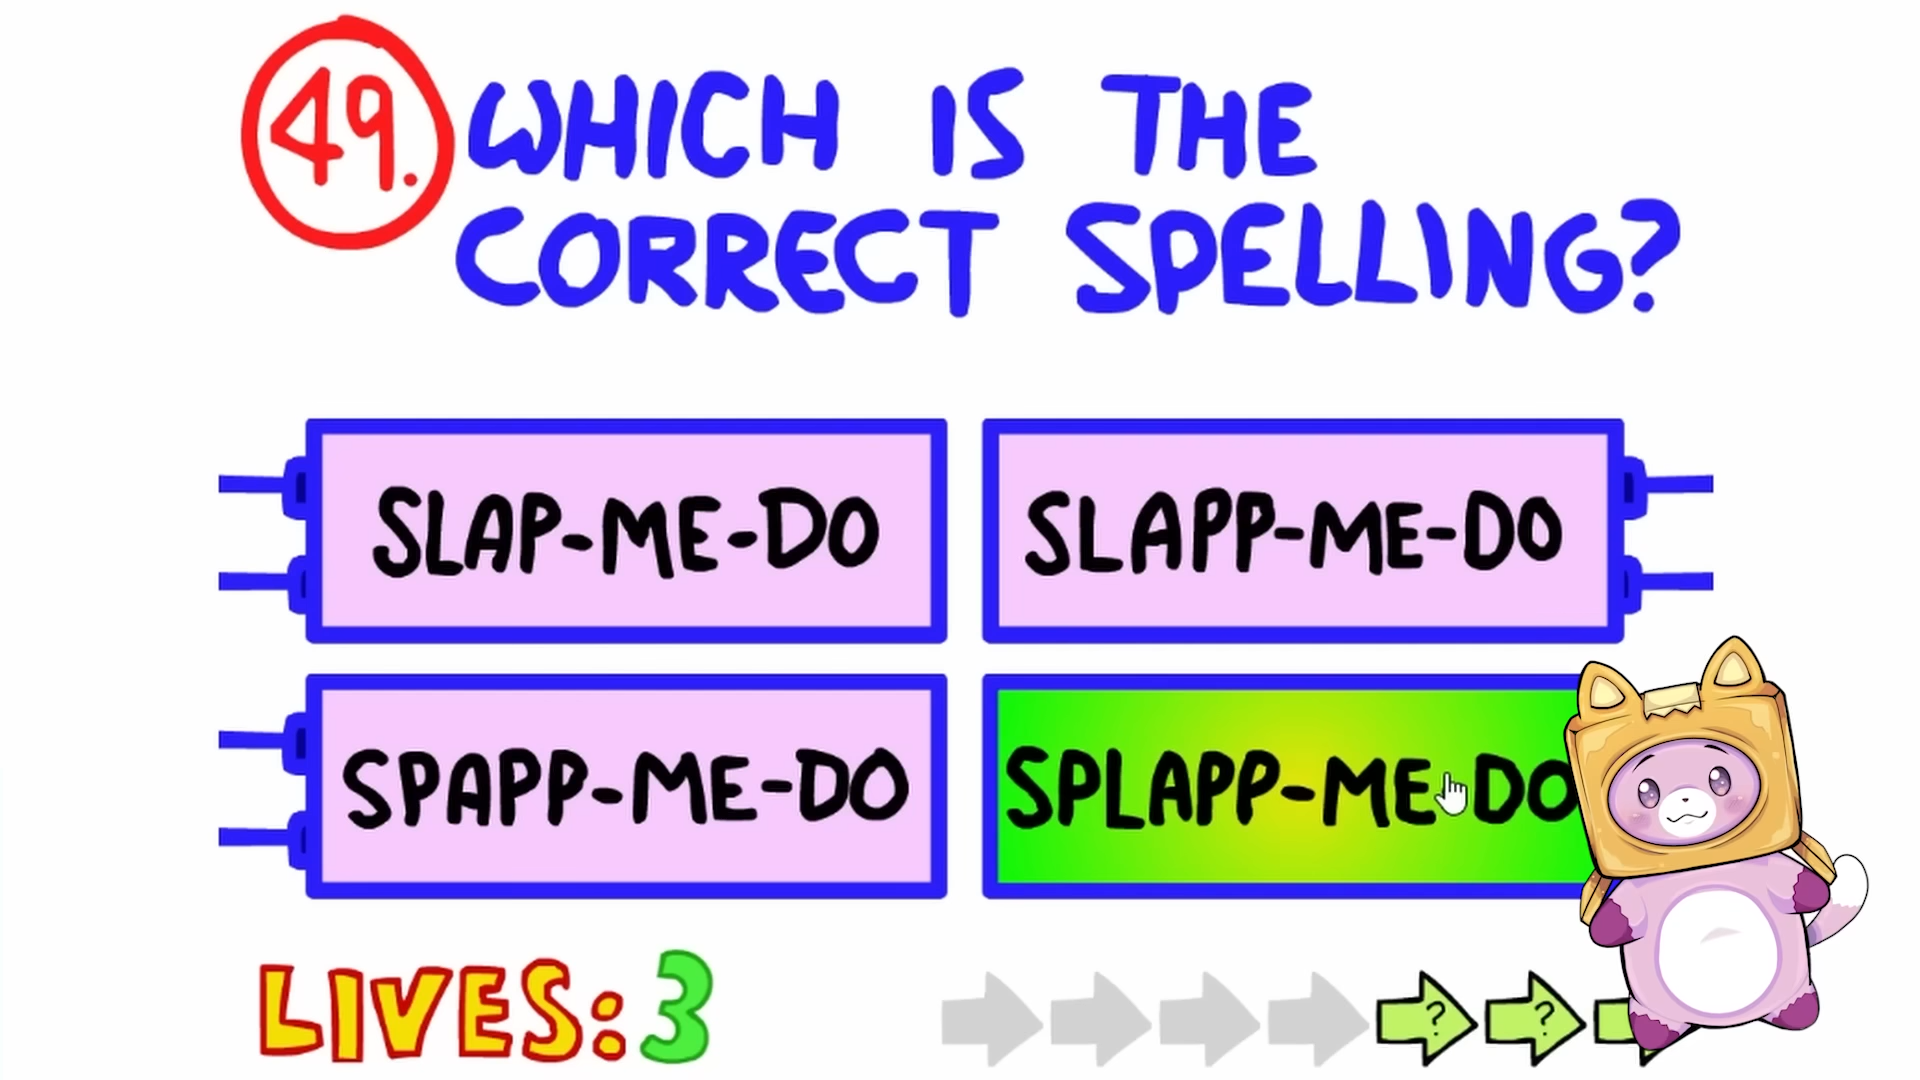 49. WHICH IS THE
CORRECT SPELLING?
SLAP-ME-DO
SLAPP-ME-DO
SPAPP-ME-DO
SPLAPP-ME-DO
LIVES: 3
? ?